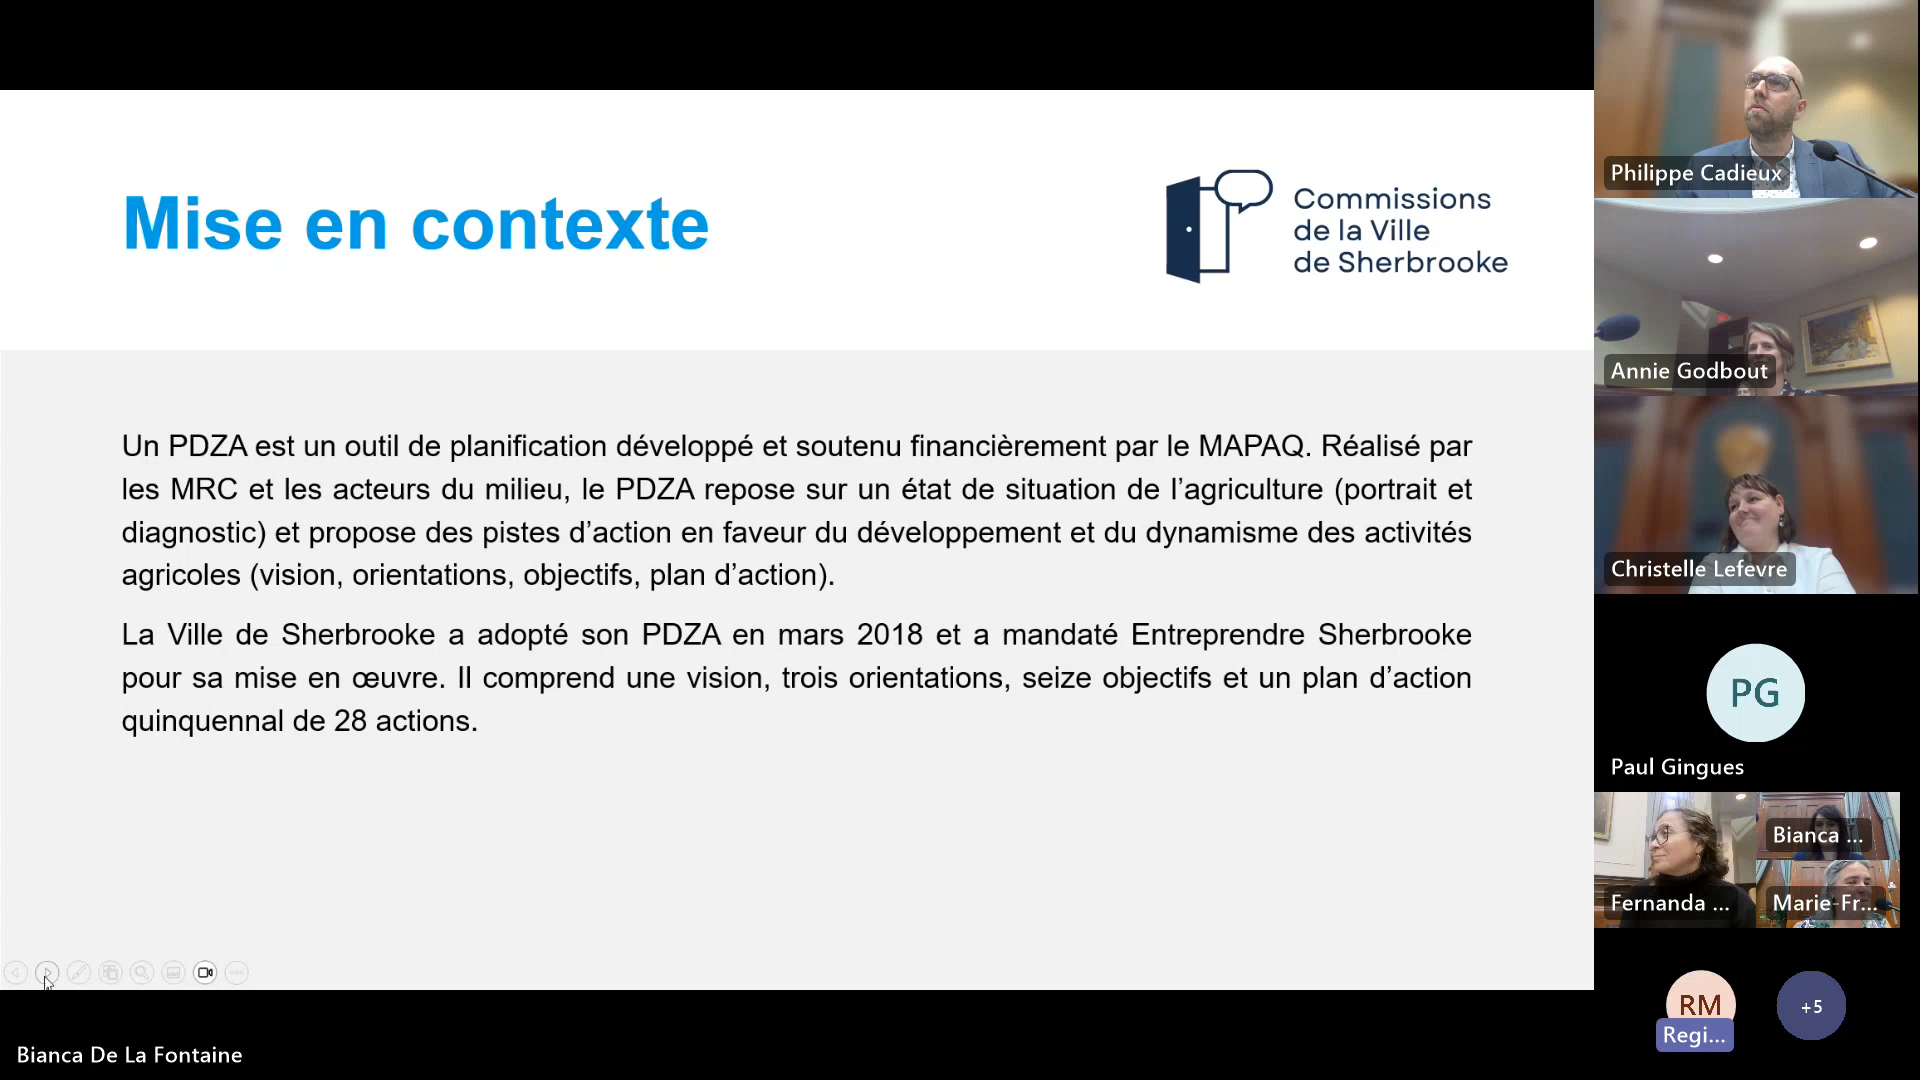 Mise en contexte
Commissions
de la Ville
de Sherbrooke
Un PDZA est un outil de planification développé et soutenu financièrement par le MAPAQ. Réalisé par
les MRC et les acteurs du milieu, le PDZA repose sur un état de situation de l’agriculture (portrait et
diagnostic) et propose des pistes d’action en faveur du développement et du dynamisme des activités
agricoles (vision, orientations, objectifs, plan d’action).
La Ville de Sherbrooke a adopté son PDZA en mars 2018 et a mandaté Entreprendre Sherbrooke
pour sa mise en œuvre. Il comprend une vision, trois orientations, seize objectifs et un plan d’action
quinquennal de 28 actions.
Bianca De La Fontaine
Philippe Cadieux
Annie Godbout
Christelle Lefevre
PG
Paul Gingues
Bianca ...
Fernanda ...
Marie-Fr...
RM
Regi...
+5